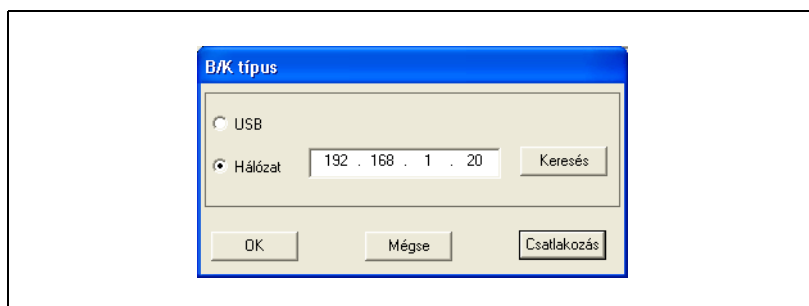 B/K típus
USB
Hálózat 192 . 168 . 1 . 20 Keresés
OK Mégse Csatlakozás